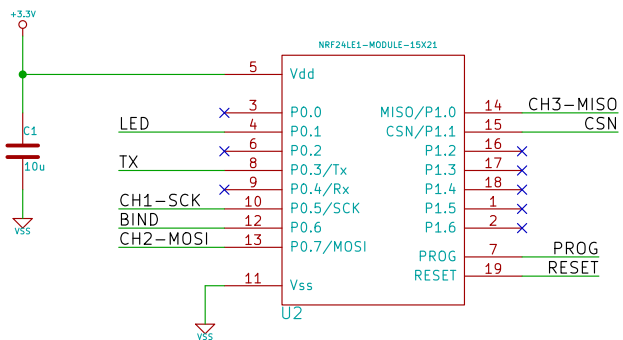 +3.3V
NRF24LE1-MODULE-15X21
5 Vdd
3 P0.0 MISO/P1.0 14 CH3-MISO
LED 4 P0.1 CSN/P1.1 15 CSN
6 P0.2 P1.2 16
C1
TX 8 P0.3/Tx P1.3 17
10u
9 P0.4/Rx P1.4 18
CH1-SCK 10 P0.5/SCK P1.5 1
BIND 12 P0.6 P1.6 2
VSS
CH2-MOSI 13 P0.7/MOSI
PROG 7 PROG
RESET 19 RESET
11 Vss
U2
VSS